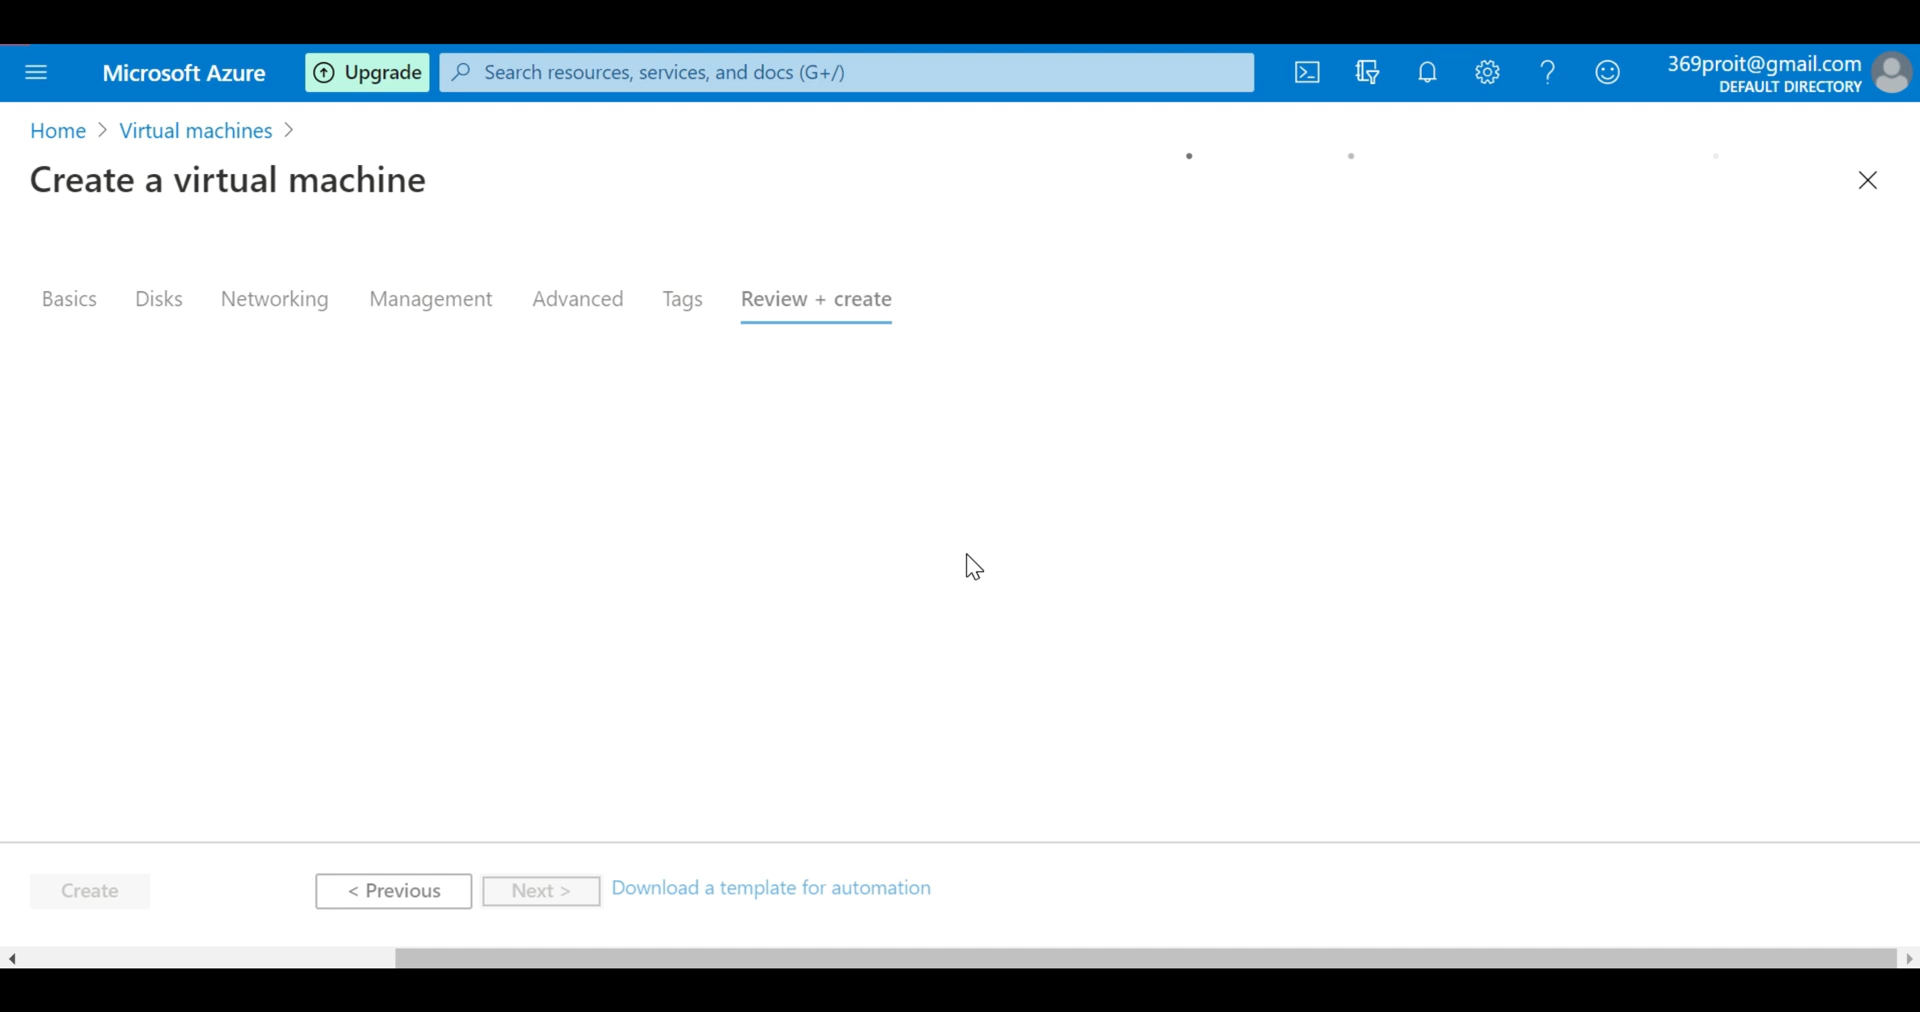 Microsoft Azure
Upgrade
Search resources, services, and docs (G+/)
369proit@gmail.com
DEFAULT DIRECTORY
Home > Virtual machines >
Create a virtual machine
Basics Disks Networking Management Advanced Tags Review + create
Create < Previous Next > Download a template for automation